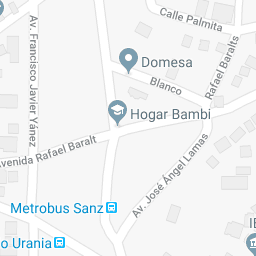 Calle Palmita
Av. Francisco Javier Yánez
Domesa
Rafael Baralts
Blanco
Hogar Bambi
Avenida Rafael Baralt
Av. José Ángel Lamas
Metrobus Sanz
o Urania
IE